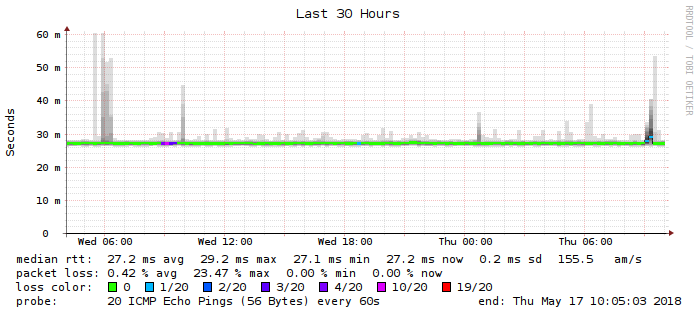 Last 30 Hours
RRDTOOL / TOBI OETIKER
60 m
50 m
40 m
30 m
20 m
10 m
0
Seconds
Wed 06:00 Wed 12:00 Wed 18:00 Thu 00:00 Thu 06:00
median rtt: 27.2 ms avg 29.2 ms max 27.1 ms min 27.2 ms now 0.2 ms sd 155.5 am/s
packet loss: 0.42 % avg 23.47 % max 0.00 % min 0.00 % now
loss color: 0 1/20 2/20 3/20 4/20 10/20 19/20
probe: 20 ICMP Echo Pings (56 Bytes) every 60s end: Thu May 17 10:05:03 2018